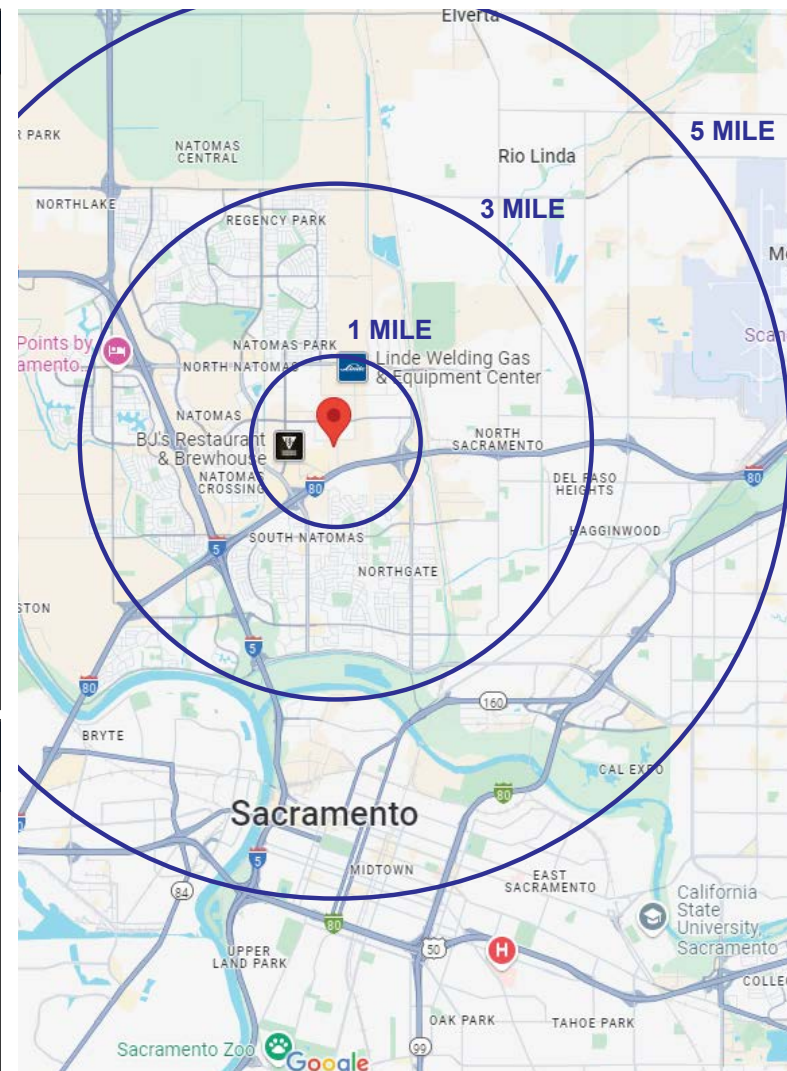 Elverta
5 MILE
R PARK
NATOMAS
CENTRAL
Rio Linda
NORTHLAKE
3 MILE
REGENCY PARK
1 MILE
Points by
amento...
NATOMAS PARK
NORTH NATOMAS
Linde
Linde Welding Gas
& Equipment Center
Scan
NATOMAS
BJ's Restaurant
& Brewhouse
NATOMAS
CROSSING
NORTH
SACRAMENTO
80
DEL PASO
HEIGHTS
80
SOUTH NATOMAS
HAGGINWOOD
5
NORTHGATE
STON
5
80
160
BRYTE
CAL EXPO
80
Sacramento
5
MIDTOWN
EAST
SACRAMENTO
84
California
State
University,
Sacramento
80
50
H
UPPER
LAND PARK
COLLE
OAK PARK
TAHOE PARK
99
Sacramento Zoo
Google